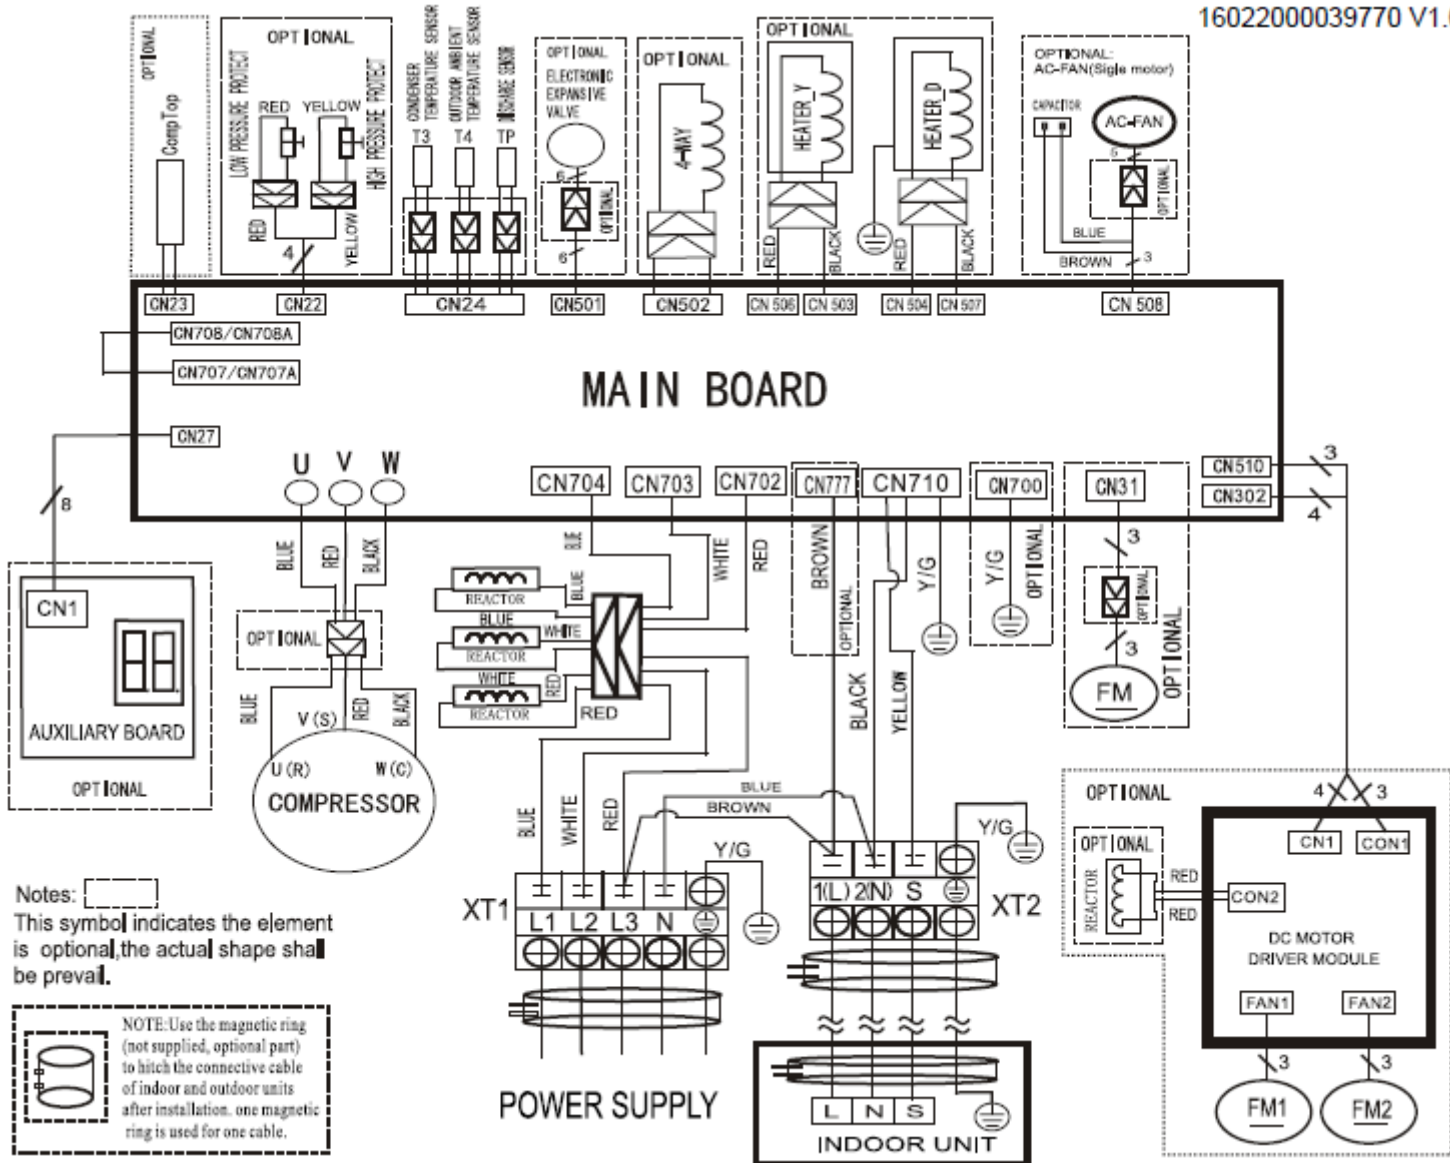 16022000039770 V1.
OPTIONAL
CompTop
OPTIONAL
LOW PRESSURE PROTECT
RED
YELLOW
HIGH PRESSURE PROTECT
RED
4
YELLOW
CONDENSER
TEMPERATURE SENSOR
T3
OUTDOOR AMBIENT
TEMPERATURE SENSOR
T4
DISCHARGE SENSOR
TP
OPTIONAL
ELECTRONIC
EXPANSIVE
VALVE
6
OPTIONAL
6
OPTIONAL
4-WAY
OPTIONAL
HEATER_Y
HEATER_D
RED
BLACK
RED
BLACK
OPTIONAL:
AC-FAN(Sigle motor)
CAPACITOR
AC-FAN
5
OPTIONAL
BLUE
BROWN
3
CN23
CN22
CN24
CN501
CN502
CN 506
CN 503
CN 504
CN 507
CN 508
CN708/CN708A
CN707/CN707A
CN27
MAIN BOARD
U
V
W
CN704
CN703
CN702
CN777
CN710
CN700
CN31
CN510
CN302
3
4
8
CN1
AUXILIARY BOARD
OPTIONAL
BLUE
RED
BLACK
OPTIONAL
BLUE
V(S)
RED
BLACK
U(R)
W(C)
COMPRESSOR
BLUE
WHITE
RED
REACTOR
BLUE
BLUE
WHITE
REACTOR
WHITE
RED
REACTOR
RED
BROWN
OPTIONAL
Y/G
Y/G
OPTIONAL
BLACK
YELLOW
3
OPTIONAL
3
FM
OPTIONAL
BLUE
WHITE
RED
BLUE
BROWN
Y/G
Y/G
XT1
L1 L2 L3 N
1(L) 2(N) S
XT2
POWER SUPPLY
L N S
INDOOR UNIT
OPTIONAL
4
3
CN1
CON1
OPTIONAL
REACTOR
RED
RED
CON2
DC MOTOR
DRIVER MODULE
FAN1
FAN2
3
3
FM1
FM2
Notes:
This symbol indicates the element
is optional,the actual shape shall
be prevail.
NOTE:Use the magnetic ring
(not supplied, optional part)
to hitch the connective cable
of indoor and outdoor units
after installation. one magnetic
ring is used for one cable.